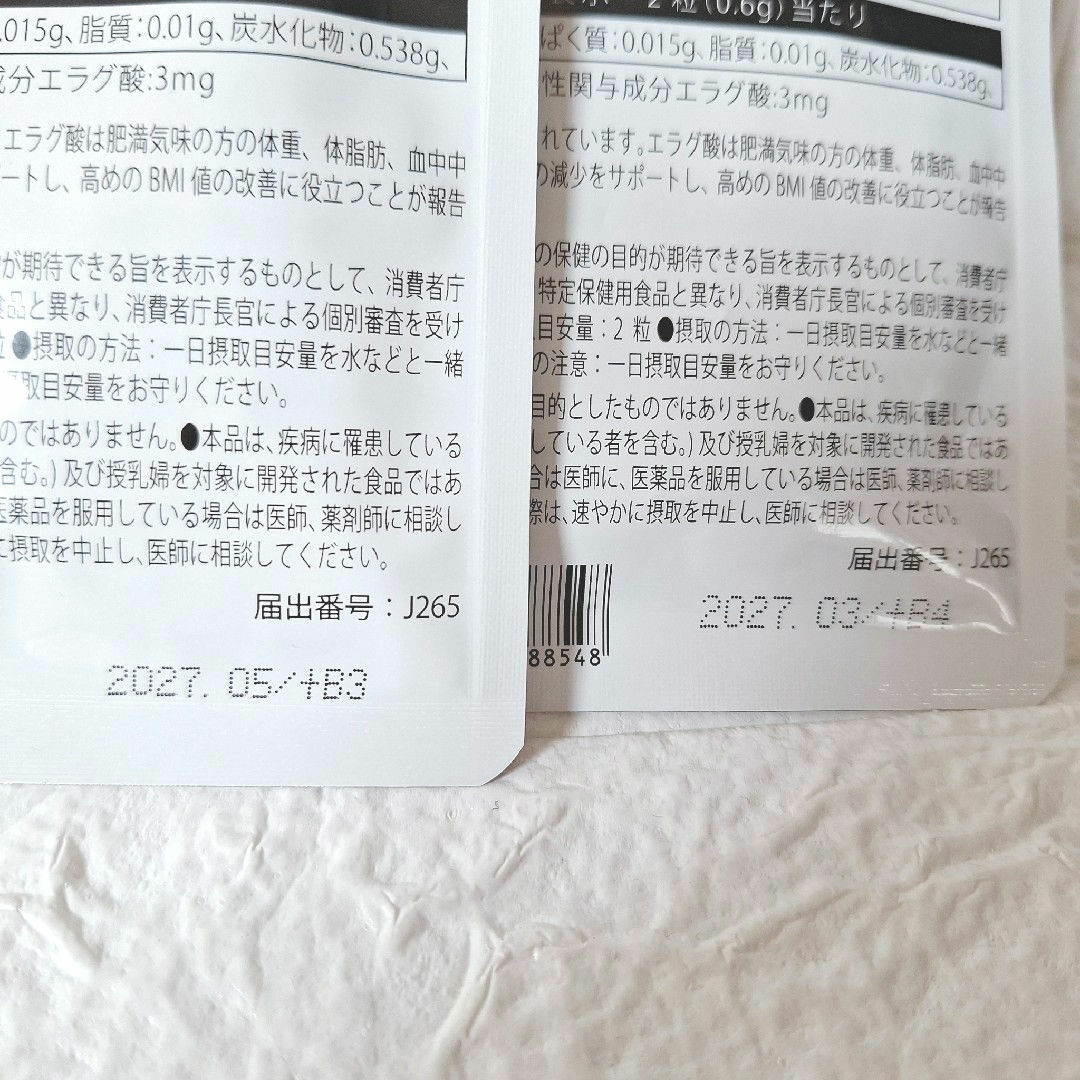 .015g、脂質:0.01g、炭水化物:0.538g、
成分エラグ酸:3mg
エラグ酸は肥満気味の方の体重、体脂肪、血中中
ートし、高めの BMI 値の改善に役立つことが報告
が期待できる旨を表示するものとして、消費者庁
食品と異なり、消費者庁長官による個別審査を受け
粒 ●摂取の方法:一日摂取目安量を水などと一緒
摂取目安量をお守りください。
のではありません。●本品は、疾病に罹患している
含む。)及び授乳婦を対象に開発された食品ではあ
医薬品を服用している場合は医師、薬剤師に相談し
に摂取を中止し、医師に相談してください。
届出番号:J265
2027. 05/+B3
2 粒(0.6g)当たり
ぱく質:0.015g、脂質:0.01g、炭水化物:0.538g、
性関与成分エラグ酸:3mg
れています。エラグ酸は肥満気味の方の体重、体脂肪、血中中
の減少をサポートし、高めの BMI 値の改善に役立つことが報告
の保健の目的が期待できる旨を表示するものとして、消費者庁
特定保健用食品と異なり、消費者庁長官による個別審査を受け
目安量:2 粒 ●摂取の方法:一日摂取目安量を水などと一緒
の注意:一日摂取目安量をお守りください。
目的としたものではありません。●本品は、疾病に罹患している
している者を含む。)及び授乳婦を対象に開発された食品ではあ
合は医師に、医薬品を服用している場合は医師、薬剤師に相談し
際は、速やかに摂取を中止し、医師に相談してください。
届出番号:J265
88548
2027. 03/+B4